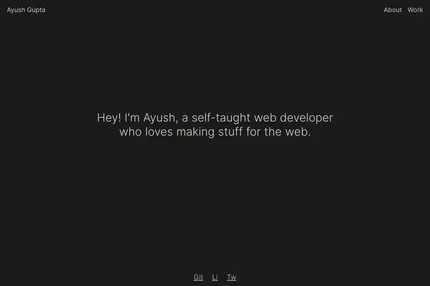 Ayush Gupta
About Work
Hey! I'm Ayush, a self-taught web developer
who loves making stuff for the web.
Git Li Tw